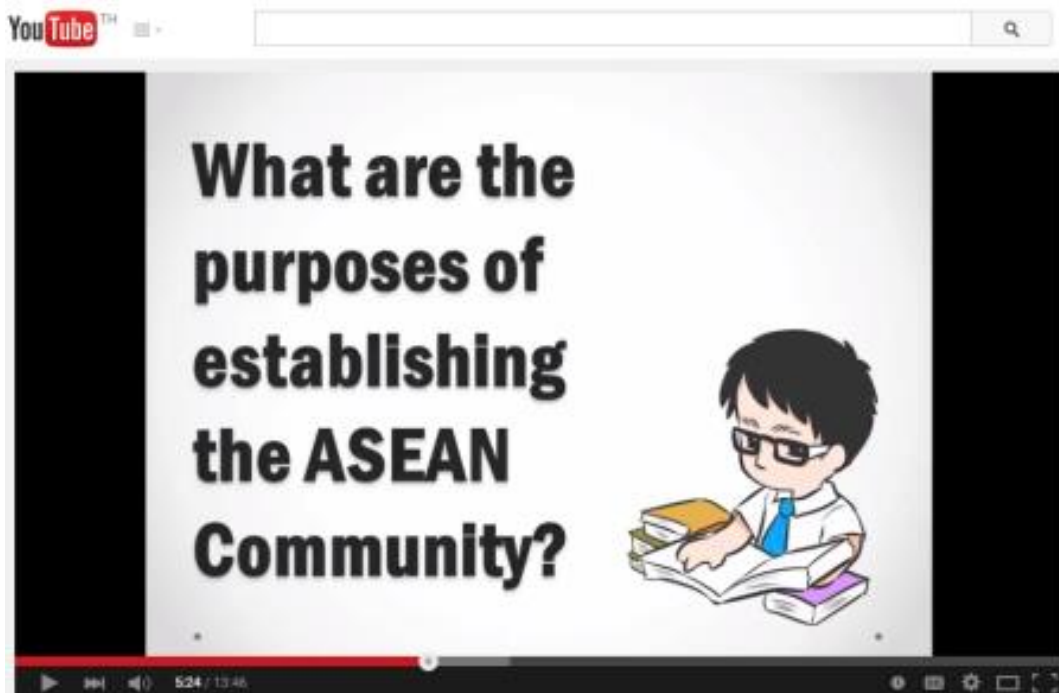 YouTube TH
What are the
purposes of
establishing
the ASEAN
Community?
5:24 / 13:46